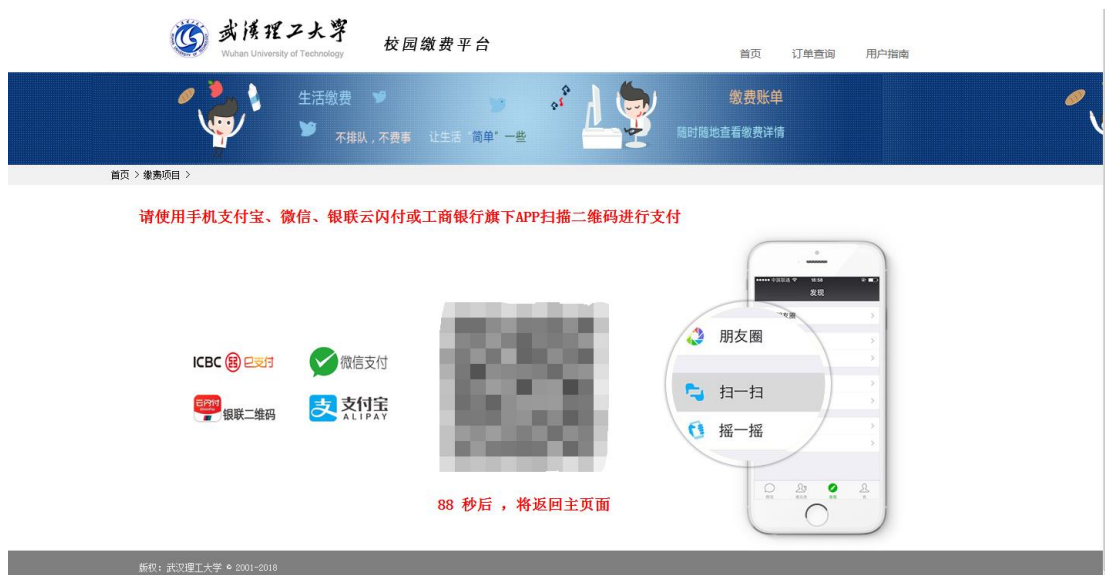 武汉理工大学
Wuhan University of Technology
校园缴费平台
首页 订单查询 用户指南
生活缴费
不排队，不费事 让生活“简单”一些
缴费账单
随时随地查看缴费详情
首页 > 缴费项目 >
请使用手机支付宝、微信、银联云闪付或工商银行旗下APP扫描二维码进行支付
ICBC e支付
微信支付
云闪付
银联二维码
支付宝
ALIPAY
88 秒后 ，将返回主页面
中国联通
发现
朋友圈
扫一扫
摇一摇
版权：武汉理工大学 © 2001-2018